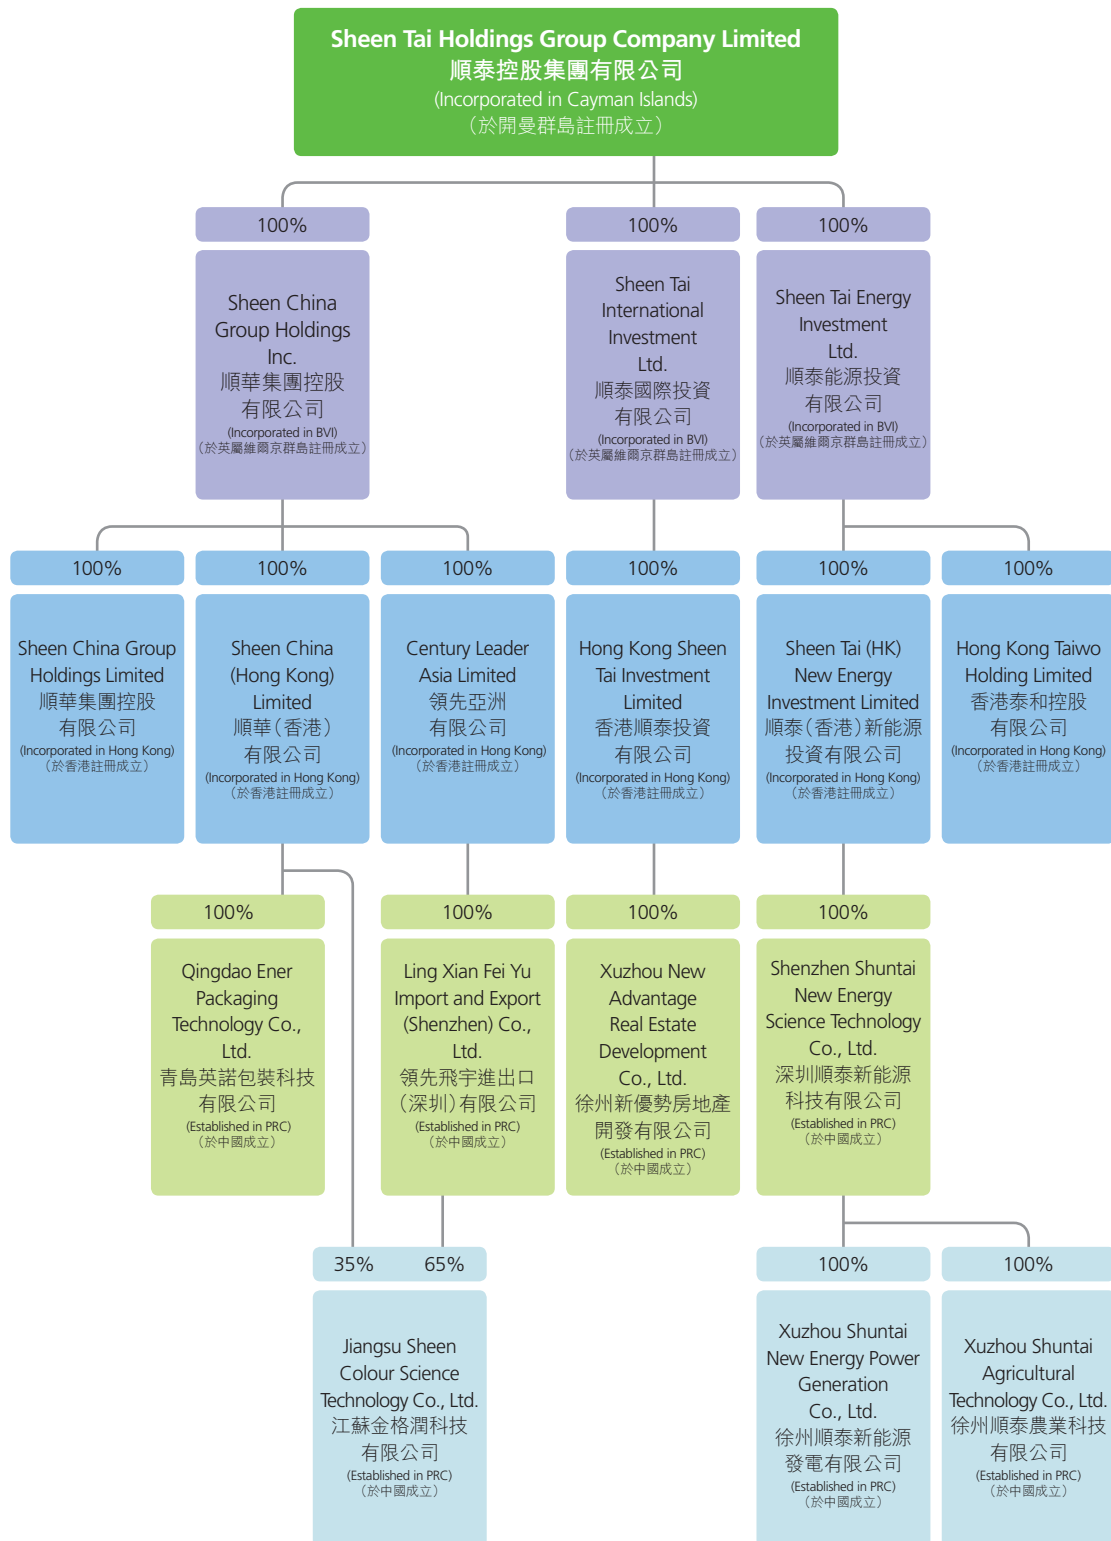 Sheen Tai Holdings Group Company Limited
順泰控股集團有限公司
(Incorporated in Cayman Islands)
（於開曼群島註冊成立）
100%
100%
100%
Sheen China
Group Holdings
Inc.
順華集團控股
有限公司
(Incorporated in BVI)
（於英屬維爾京群島註冊成立）
Sheen Tai
International
Investment
Ltd.
順泰國際投資
有限公司
(Incorporated in BVI)
（於英屬維爾京群島註冊成立）
Sheen Tai Energy
Investment
Ltd.
順泰能源投資
有限公司
(Incorporated in BVI)
（於英屬維爾京群島註冊成立）
100%
100%
100%
100%
100%
100%
Sheen China Group
Holdings Limited
順華集團控股
有限公司
(Incorporated in Hong Kong)
（於香港註冊成立）
Sheen China
(Hong Kong)
Limited
順華（香港）
有限公司
(Incorporated in Hong Kong)
（於香港註冊成立）
Century Leader
Asia Limited
領先亞洲
有限公司
(Incorporated in Hong Kong)
（於香港註冊成立）
Hong Kong Sheen
Tai Investment
Limited
香港順泰投資
有限公司
(Incorporated in Hong Kong)
（於香港註冊成立）
Sheen Tai (HK)
New Energy
Investment Limited
順泰（香港）新能源
投資有限公司
(Incorporated in Hong Kong)
（於香港註冊成立）
Hong Kong Taiwo
Holding Limited
香港泰和控股
有限公司
(Incorporated in Hong Kong)
（於香港註冊成立）
100%
100%
100%
100%
Qingdao Ener
Packaging
Technology Co.,
Ltd.
青島英諾包裝科技
有限公司
(Established in PRC)
（於中國成立）
Ling Xian Fei Yu
Import and Export
(Shenzhen) Co.,
Ltd.
領先飛宇進出口
（深圳）有限公司
(Established in PRC)
（於中國成立）
Xuzhou New
Advantage
Real Estate
Development
Co., Ltd.
徐州新優勢房地產
開發有限公司
(Established in PRC)
（於中國成立）
Shenzhen Shuntai
New Energy
Science Technology
Co., Ltd.
深圳順泰新能源
科技有限公司
(Established in PRC)
（於中國成立）
35% 65%
100%
100%
Jiangsu Sheen
Colour Science
Technology Co., Ltd.
江蘇金格潤科技
有限公司
(Established in PRC)
（於中國成立）
Xuzhou Shuntai
New Energy Power
Generation
Co., Ltd.
徐州順泰新能源
發電有限公司
(Established in PRC)
（於中國成立）
Xuzhou Shuntai
Agricultural
Technology Co., Ltd.
徐州順泰農業科技
有限公司
(Established in PRC)
（於中國成立）